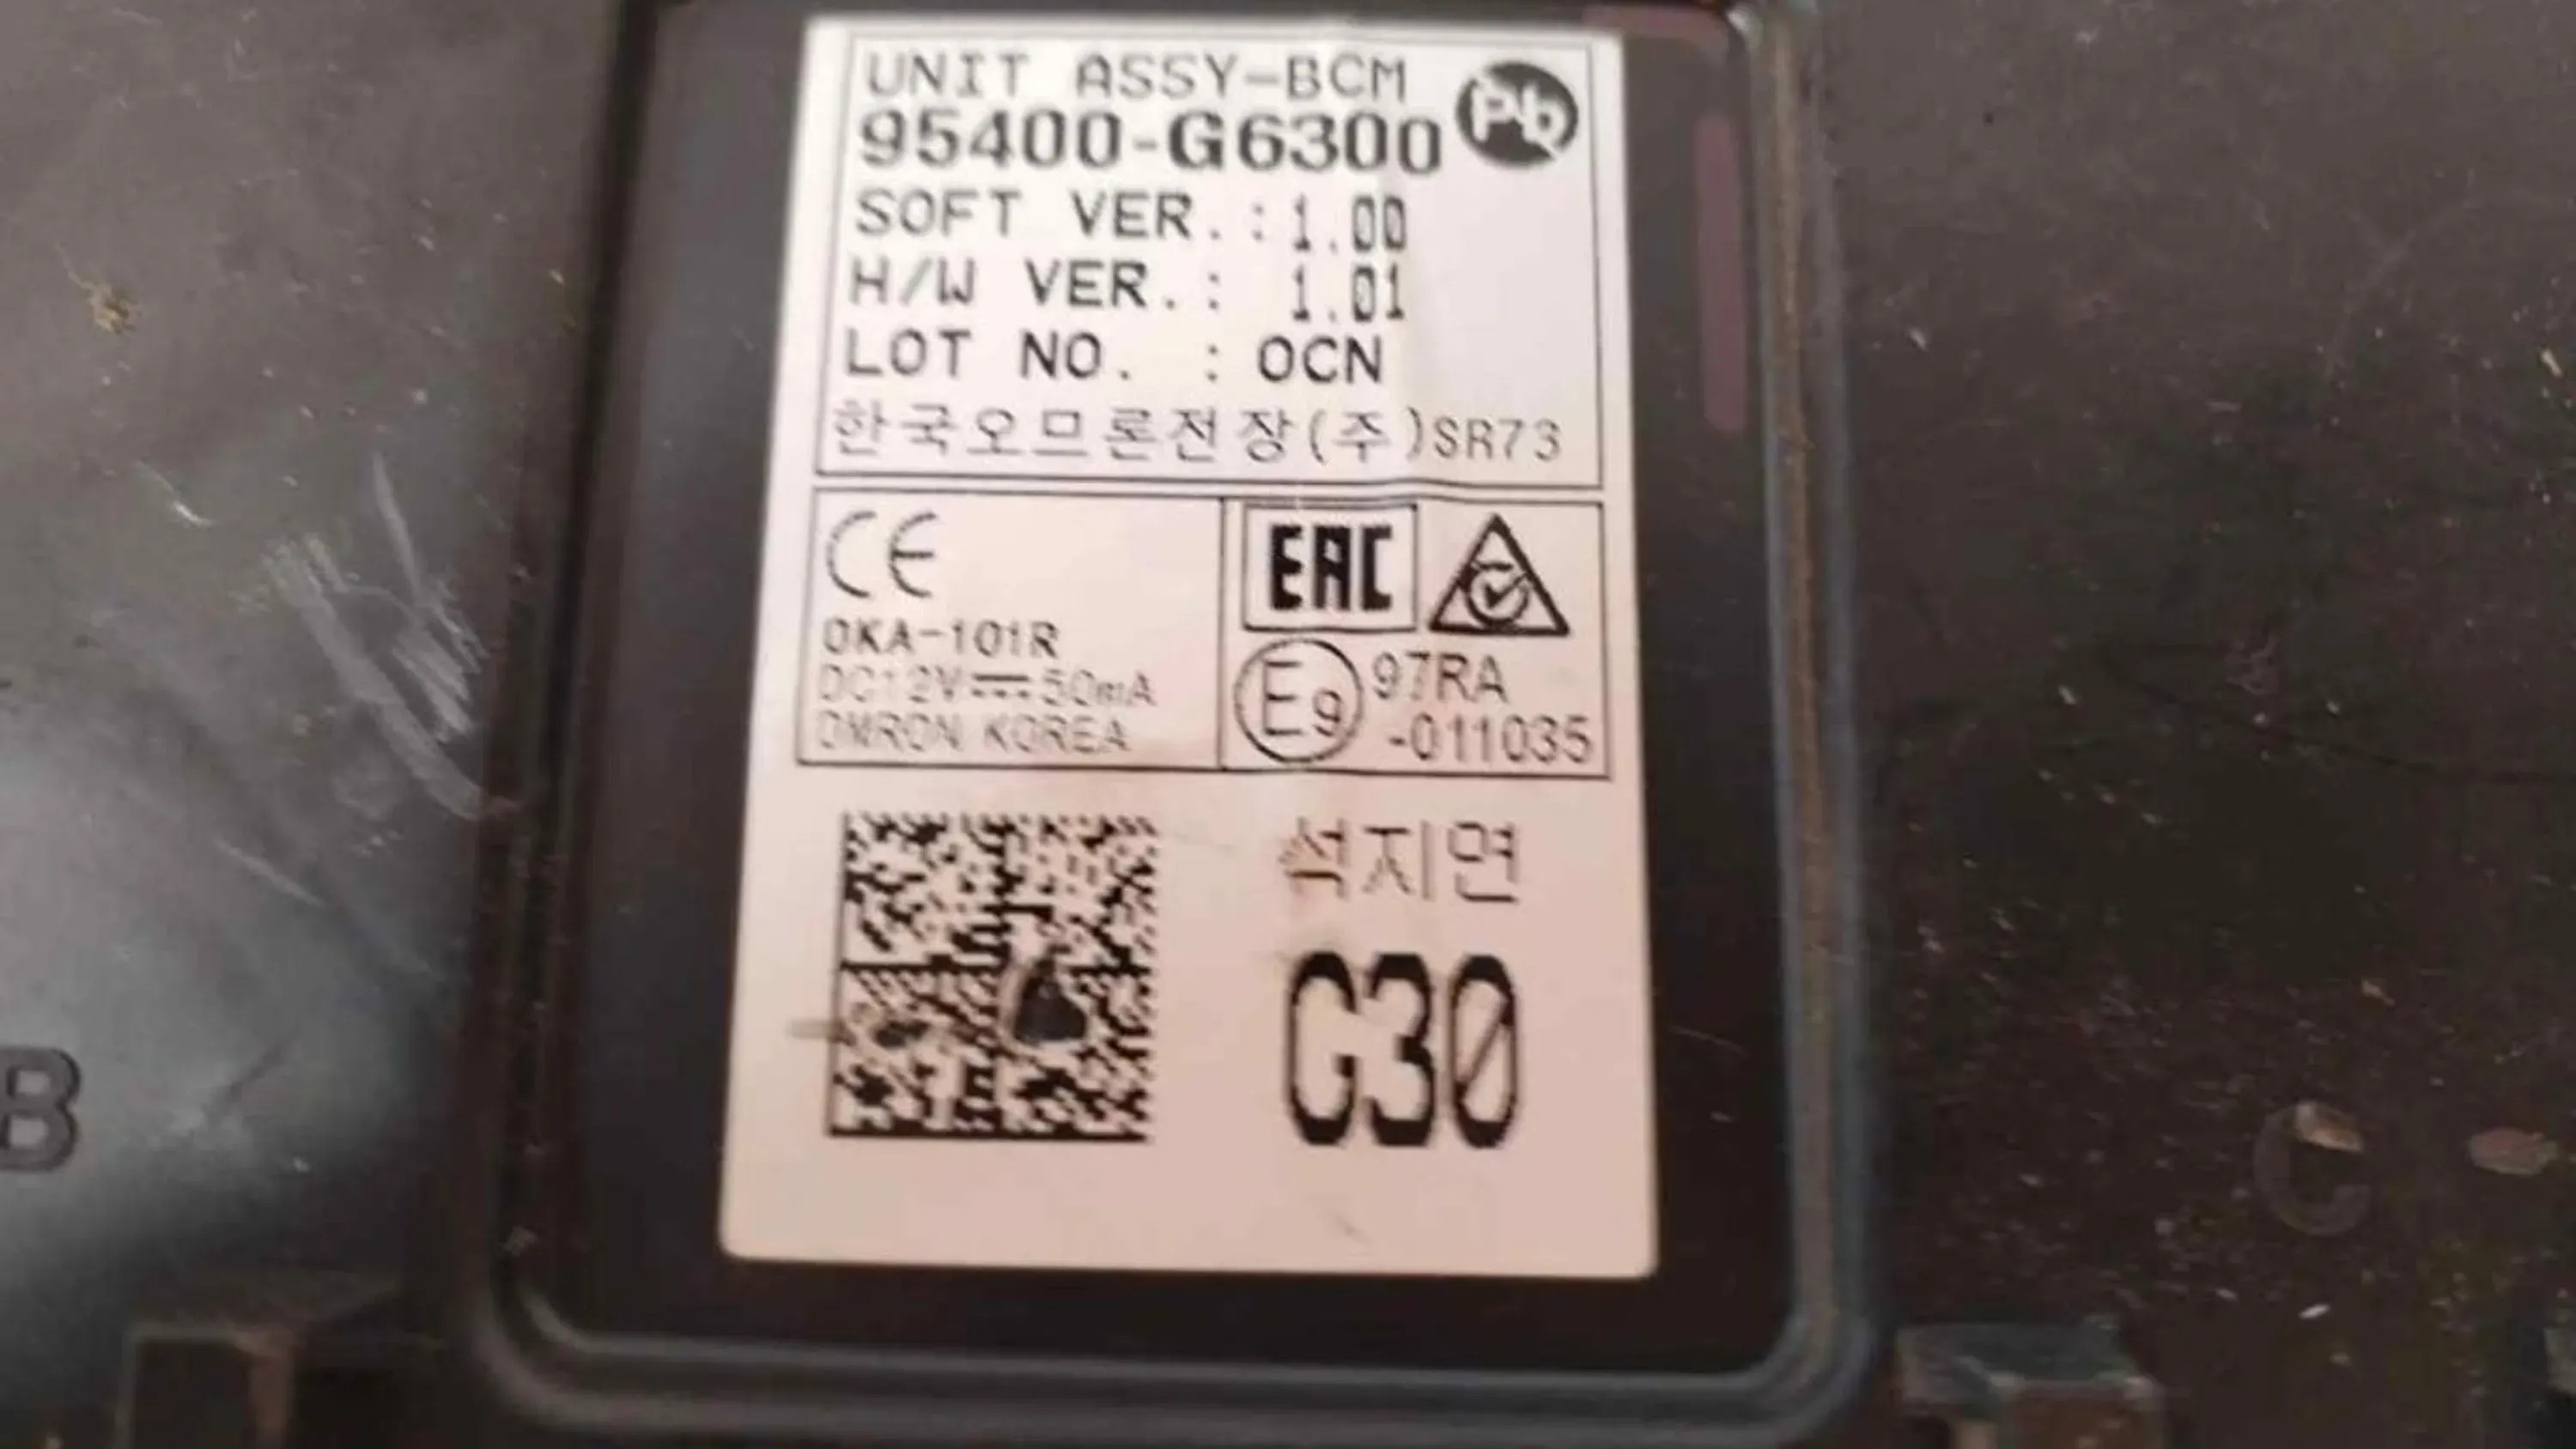 UNIT ASSY-BCM
95400-G6300
Pb
SOFT VER. : 1.00
H/W VER. : 1.01
LOT NO. : OCN
한국오므론전장(주)SR73
CE
EAC
OKA-101R
DC12V 50mA
OMRON KOREA
E9
97RA
-011035
석지면
G30
B
C